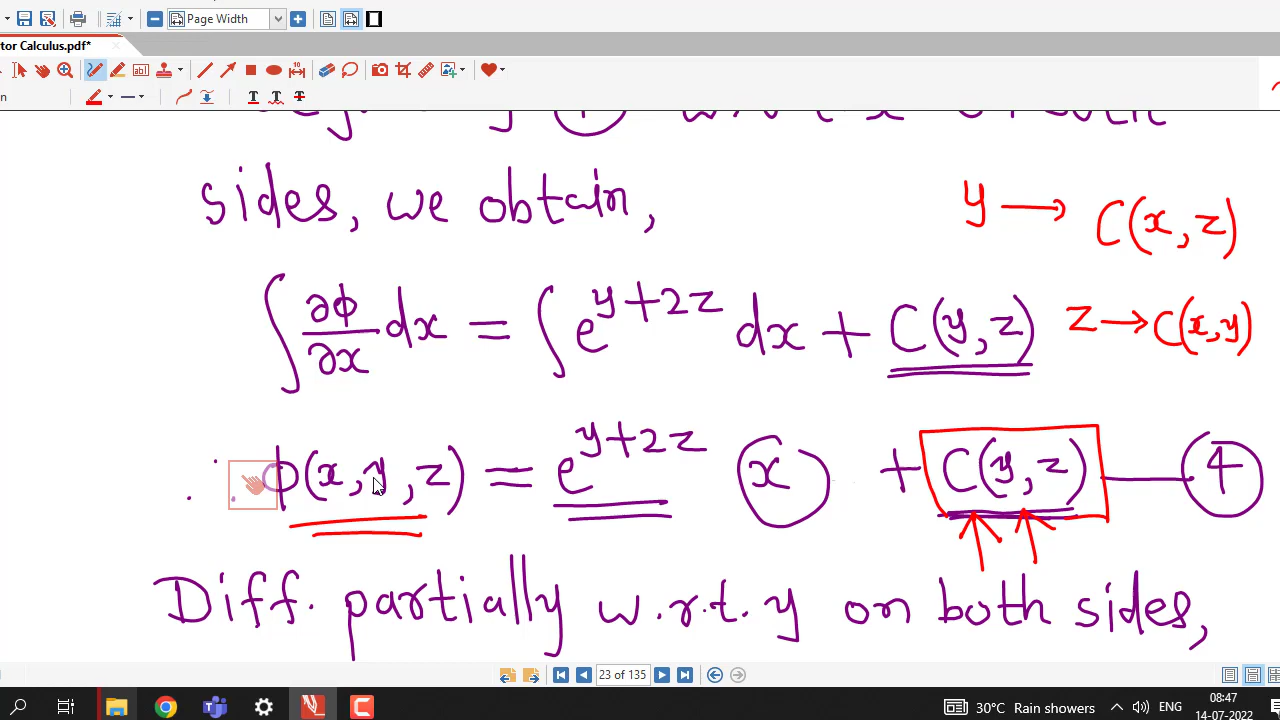 Page Width
tor Calculus.pdf*
sides, we obtain,
y → C(x, z)
∫ ∂ϕ/∂x dx = ∫ e^{y+2z} dx + C(y, z)
z → C(x, y)
∴ ϕ(x, y, z) = e^{y+2z} x + C(y, z) — 4
Diff. partially w.r.t. y on both sides,
23 of 135
30°C Rain showers ENG 08:47
14-07-2022